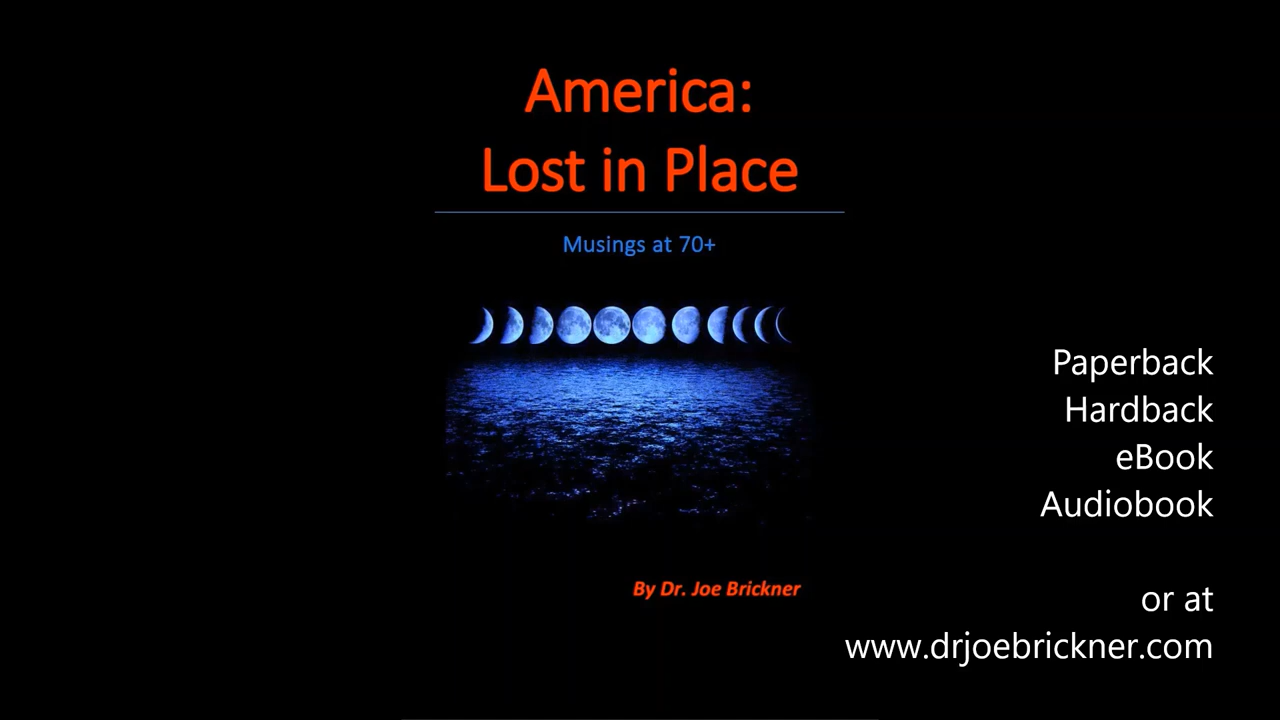 America:
Lost in Place
Musings at 70+
By Dr. Joe Brickner
Paperback
Hardback
eBook
Audiobook
or at
www.drjoebrickner.com